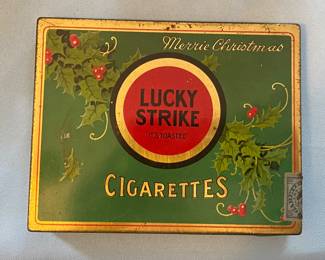 Merrie Christmas
LUCKY
STRIKE
"IT'S TOASTED"
CIGARETTES